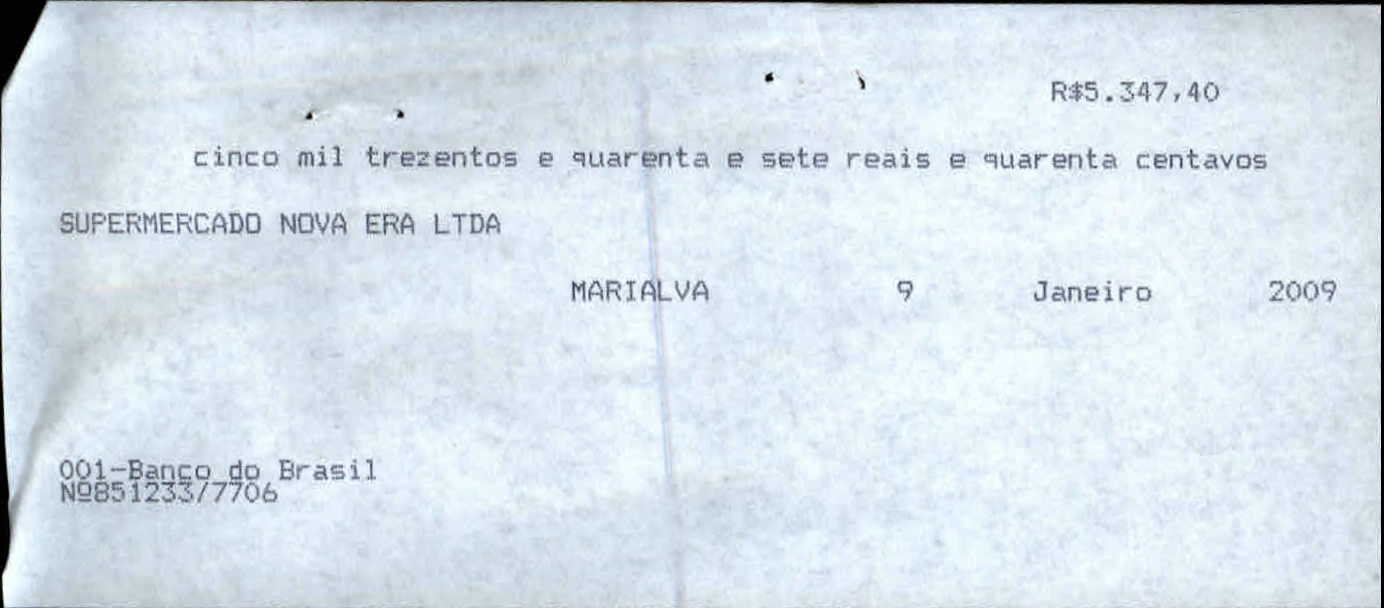 R$5.347,40
cinco mil trezentos e quarenta e sete reais e quarenta centavos
SUPERMERCADO NOVA ERA LTDA
MARIALVA 9 Janeiro 2009
001-Banco do Brasil
Nº851233/7706